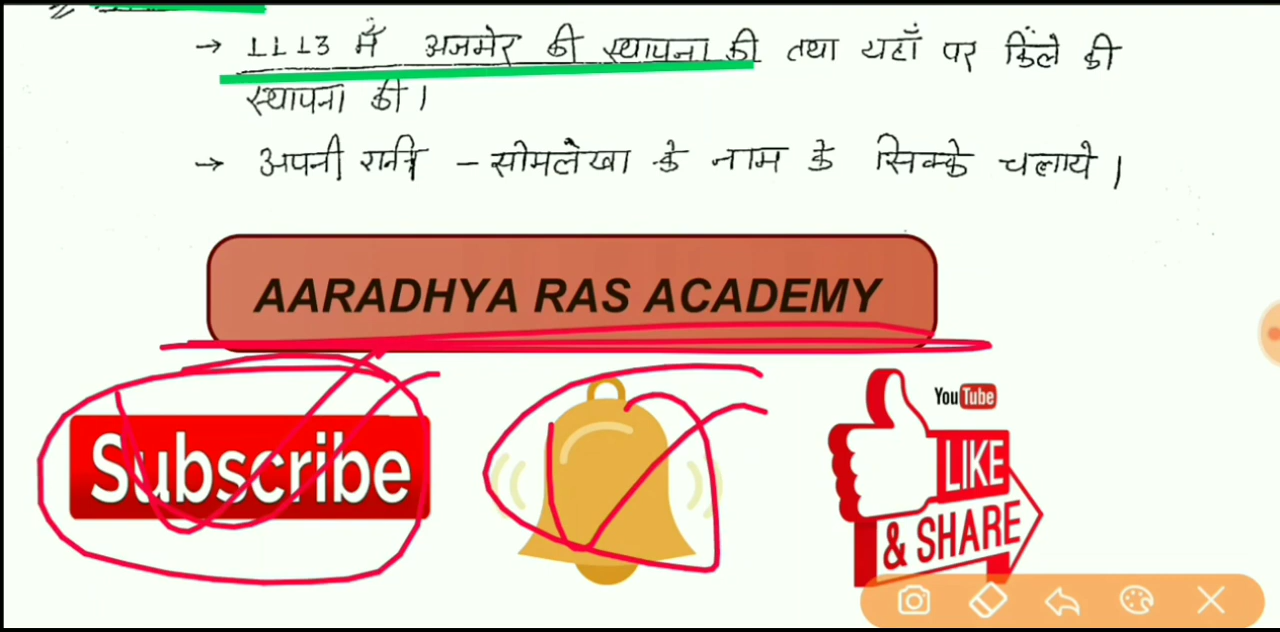 → 1113 में अजमेर की स्थापना की तथा यहाँ पर किले की
स्थापना की।
→ अपनी रानी - सोमलेखा के नाम के सिक्के चलाये।
AARADHYA RAS ACADEMY
Subscribe
YouTube
LIKE
& SHARE